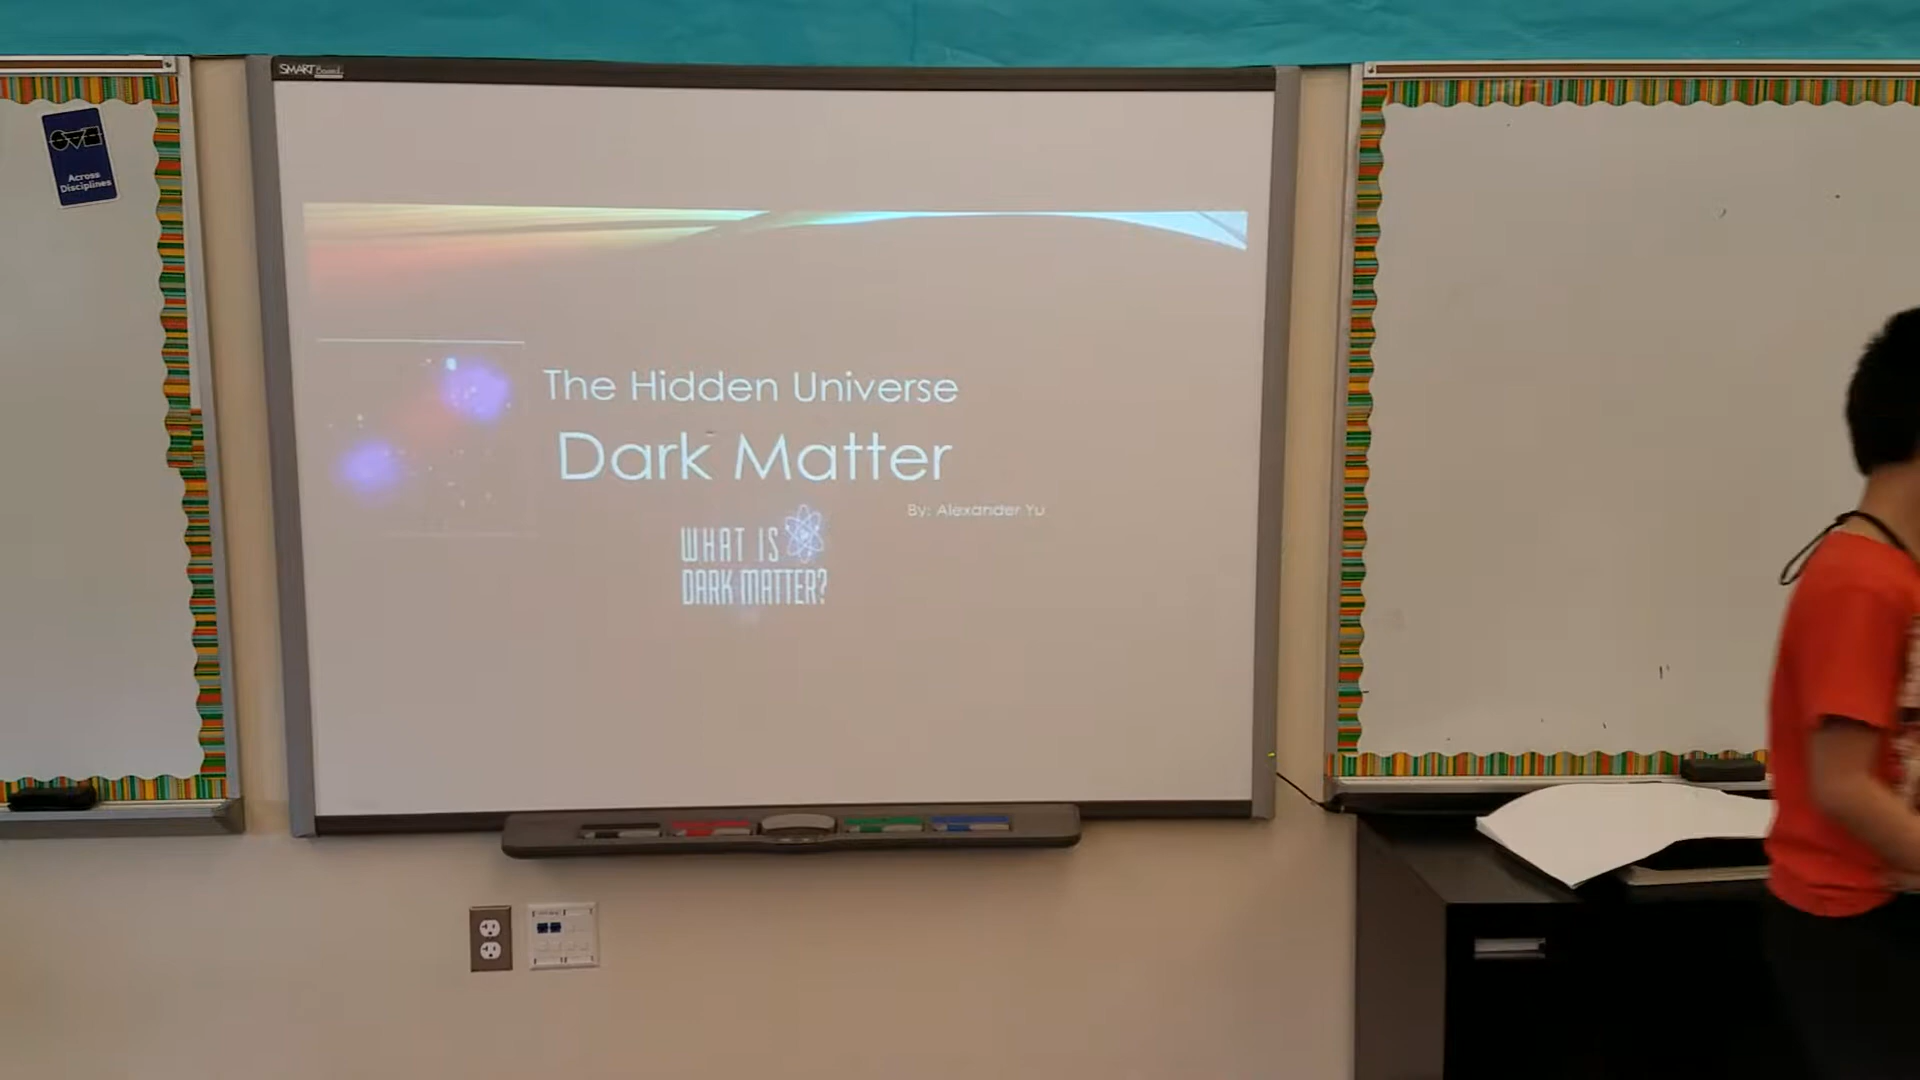 SMART Board
Across
Disciplines
The Hidden Universe
Dark Matter
By: Alexander Yu
WHAT IS
DARK MATTER?